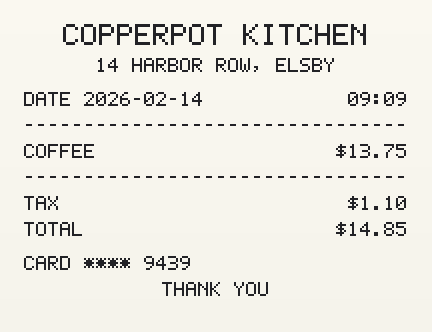 COPPERPOT KITCHEN
14 HARBOR ROW, ELSBY
DATE 2026-02-14 09:09
--------------------------------
COFFEE $13.75
--------------------------------
TAX $1.10
TOTAL $14.85
CARD **** 9439
THANK YOU